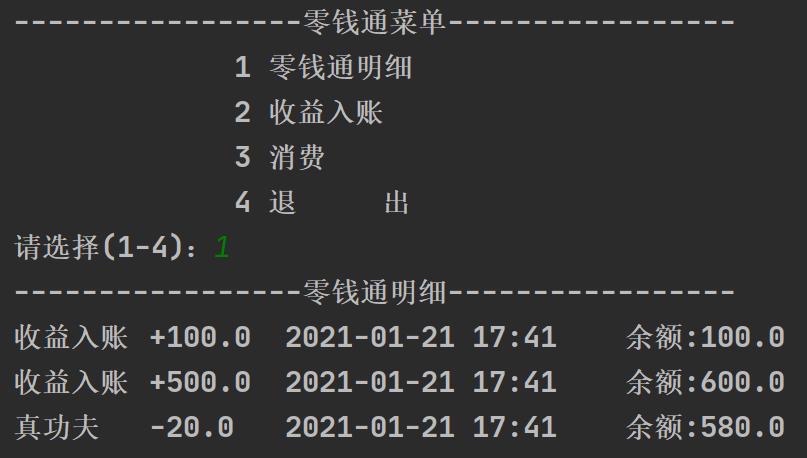 -----------------零钱通菜单-----------------
1 零钱通明细
2 收益入账
3 消费
4 退     出
请选择(1-4)：1
-----------------零钱通明细-----------------
收益入账 +100.0  2021-01-21 17:41    余额:100.0
收益入账 +500.0  2021-01-21 17:41    余额:600.0
真功夫   -20.0  2021-01-21 17:41    余额:580.0